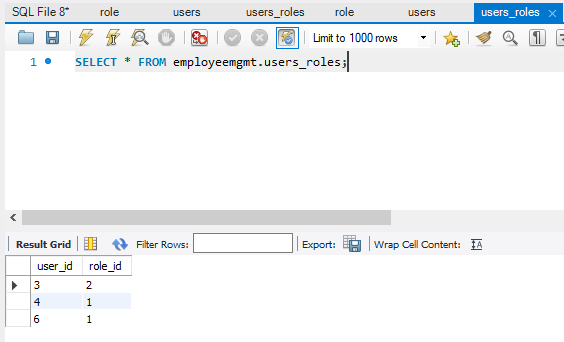 SQL File 8* role users users_roles role users users_roles
Limit to 1000 rows
1 SELECT * FROM employeemgmt.users_roles;
Result Grid Filter Rows: Export: Wrap Cell Content:
user_id role_id
3 2
4 1
6 1